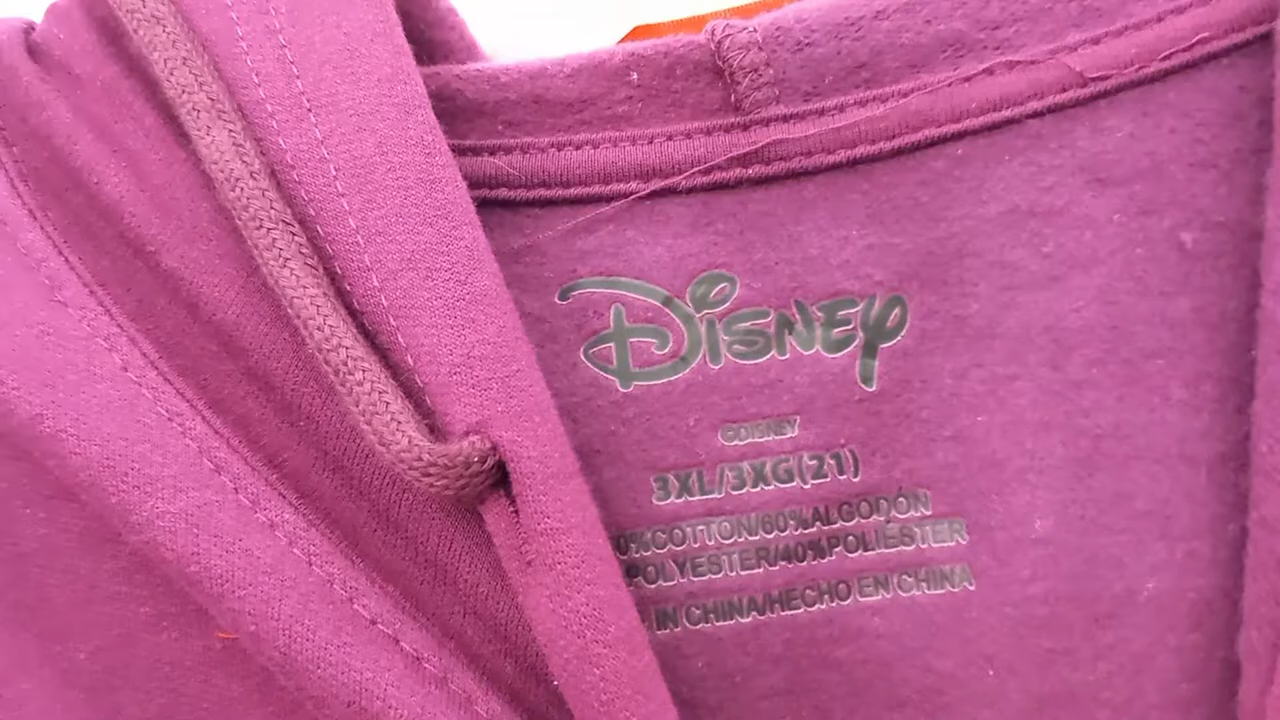 Disney
©DISNEY
3XL/3XG(21)
0%COTTON/60%ALGODÓN
POLYESTER/40%POLIÉSTER
IN CHINA/HECHO EN CHINA